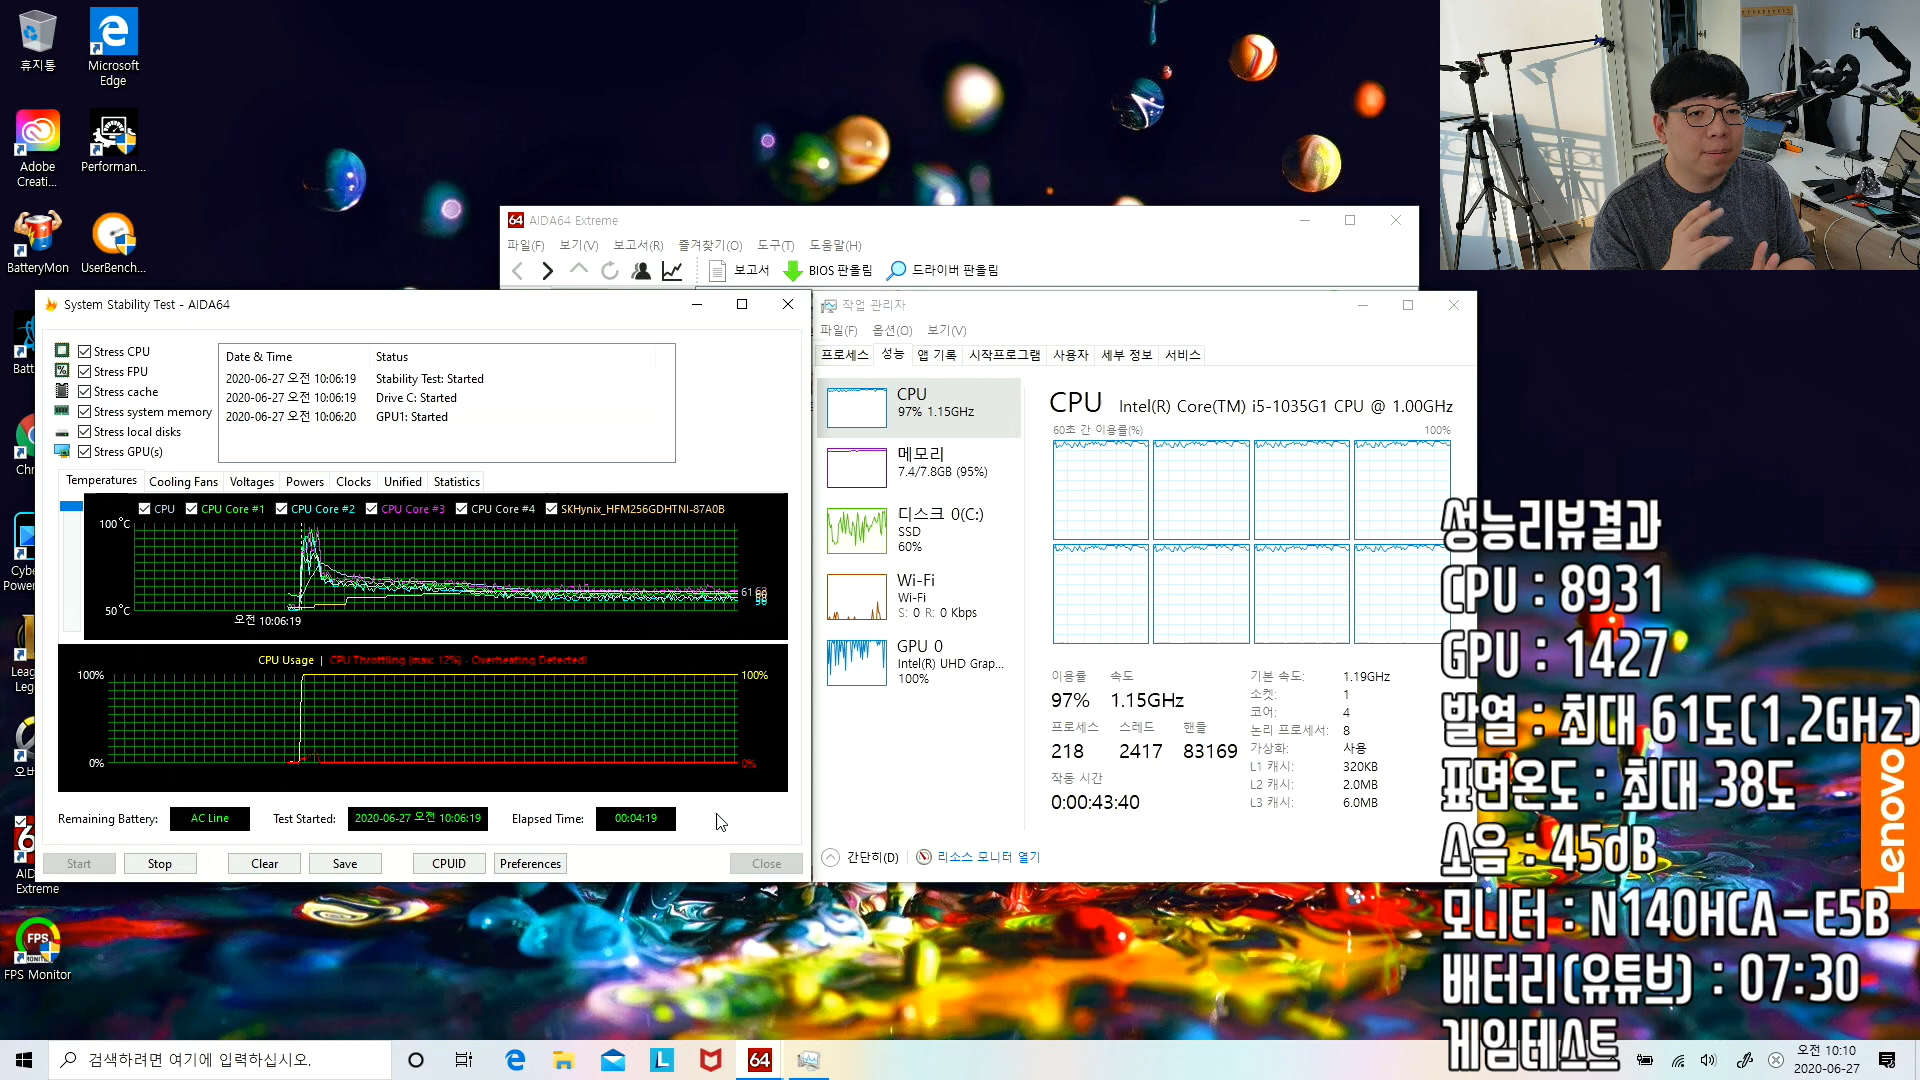 휴지통
Microsoft Edge
Adobe Creati...
Performan...
BatteryMon
UserBench...
Batt
Chr
Cybe
Power
Leag
Leg
오버
AID
Extreme
FPS Monitor
AIDA64 Extreme
파일(F) 보기(V) 보고서(R) 즐겨찾기(O) 도구(T) 도움말(H)
보고서 BIOS 판올림 드라이버 판올림
System Stability Test - AIDA64
Stress CPU
Stress FPU
Stress cache
Stress system memory
Stress local disks
Stress GPU(s)
Date & Time Status
2020-06-27 오전 10:06:19 Stability Test: Started
2020-06-27 오전 10:06:19 Drive C: Started
2020-06-27 오전 10:06:20 GPU1: Started
Temperatures Cooling Fans Voltages Powers Clocks Unified Statistics
CPU CPU Core #1 CPU Core #2 CPU Core #3 CPU Core #4 SKHynix_HFM256GDHTNI-87A0B
100°C
61
50°C
오전 10:06:19
CPU Usage | CPU Throttling (max: 12%) - Overheating Detected!
100% 100%
0% 0%
Remaining Battery: AC Line Test Started: 2020-06-27 오전 10:06:19 Elapsed Time: 00:04:19
Start Stop Clear Save CPUID Preferences Close
작업 관리자
파일(F) 옵션(O) 보기(V)
프로세스 성능 앱 기록 시작프로그램 사용자 세부 정보 서비스
CPU
97% 1.15GHz
메모리
7.4/7.8GB (95%)
디스크 0(C:)
SSD
60%
Wi-Fi
Wi-Fi
S: 0 R: 0 Kbps
GPU 0
Intel(R) UHD Grap...
100%
CPU Intel(R) Core(TM) i5-1035G1 CPU @ 1.00GHz
60초 간 이용률(%) 100%
이용률 속도
97% 1.15GHz
프로세스 스레드 핸들
218 2417 83169
작동 시간
0:00:43:40
기본 속도: 1.19GHz
소켓: 1
코어: 4
논리 프로세서: 8
가상화: 사용
L1 캐시: 320KB
L2 캐시: 2.0MB
L3 캐시: 6.0MB
간단히(D) 리소스 모니터 열기
성능리뷰결과
CPU : 8931
GPU : 1427
발열 : 최대 61도(1.2GHz)
표면온도 : 최대 38도
소음 : 45dB
모니터 : N140HCA-E5B
배터리(유튜브) : 07:30
게임테스트
Lenovo
검색하려면 여기에 입력하십시오.
64
오전 10:10
2020-06-27